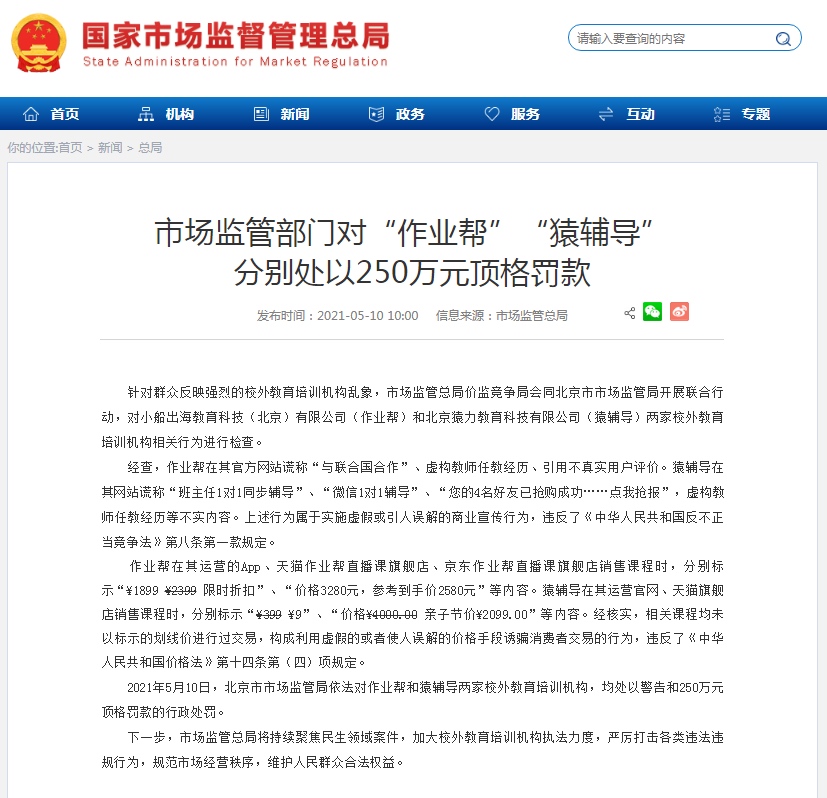 国家市场监督管理总局
State Administration for Market Regulation
请输入要查询的内容
首页 机构 新闻 政务 服务 互动 专题
你的位置:首页 > 新闻 > 总局
市场监管部门对“作业帮”“猿辅导”
分别处以250万元顶格罚款
发布时间：2021-05-10 10:00 信息来源：市场监管总局
针对群众反映强烈的校外教育培训机构乱象，市场监管总局价监竞争局会同北京市市场监管局开展联合行
动，对小船出海教育科技（北京）有限公司（作业帮）和北京猿力教育科技有限公司（猿辅导）两家校外教育
培训机构相关行为进行检查。
经查，作业帮在其官方网站谎称“与联合国合作”、虚构教师任教经历、引用不真实用户评价。猿辅导在
其网站谎称“班主任1对1同步辅导”、“微信1对1辅导”、“您的4名好友已抢购成功……点我抢报”，虚构教
师任教经历等不实内容。上述行为属于实施虚假或引人误解的商业宣传行为，违反了《中华人民共和国反不正
当竞争法》第八条第一款规定。
作业帮在其运营的App、天猫作业帮直播课旗舰店、京东作业帮直播课旗舰店销售课程时，分别标
示“¥1899 ¥2399 限时折扣”、“价格3280元，参考到手价2580元”等内容。猿辅导在其运营官网、天猫旗舰
店销售课程时，分别标示“¥399 ¥9”、“价格¥4000.00 亲子节价¥2099.00”等内容。经核实，相关课程均未
以标示的划线价进行过交易，构成利用虚假的或者使人误解的价格手段诱骗消费者交易的行为，违反了《中华
人民共和国价格法》第十四条第（四）项规定。
2021年5月10日，北京市市场监管局依法对作业帮和猿辅导两家校外教育培训机构，均处以警告和250万元
顶格罚款的行政处罚。
下一步，市场监管总局将持续聚焦民生领域案件，加大校外教育培训机构执法力度，严厉打击各类违法违
规行为，规范市场经营秩序，维护人民群众合法权益。